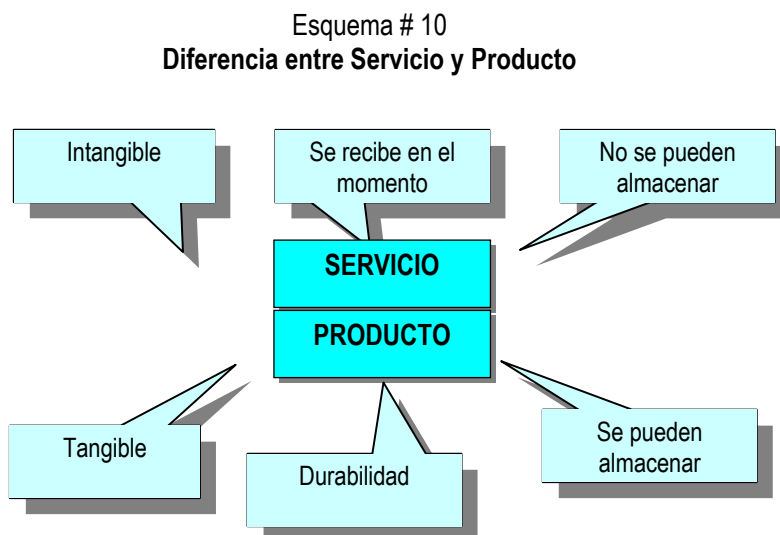 Esquema # 10
Diferencia entre Servicio y Producto
Intangible
Se recibe en el
momento
No se pueden
almacenar
SERVICIO
PRODUCTO
Tangible
Durabilidad
Se pueden
almacenar